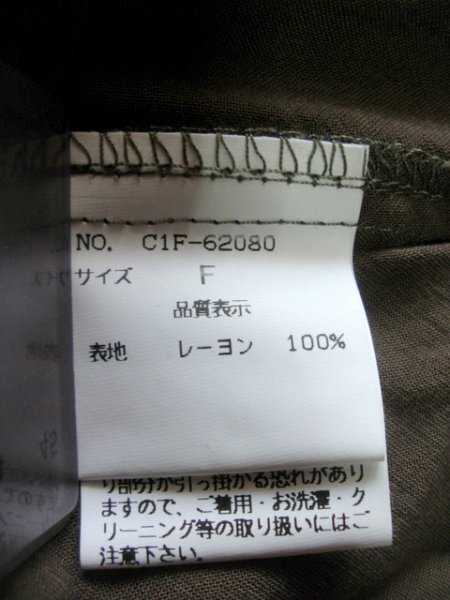 NO. C1F-62080
サイズ F
品質表示
表地 レーヨン 100%
り部分が引っ掛かる恐れがあり
ますので、ご着用・お洗濯・ク
リーニング等の取り扱いにはご
注意下さい。